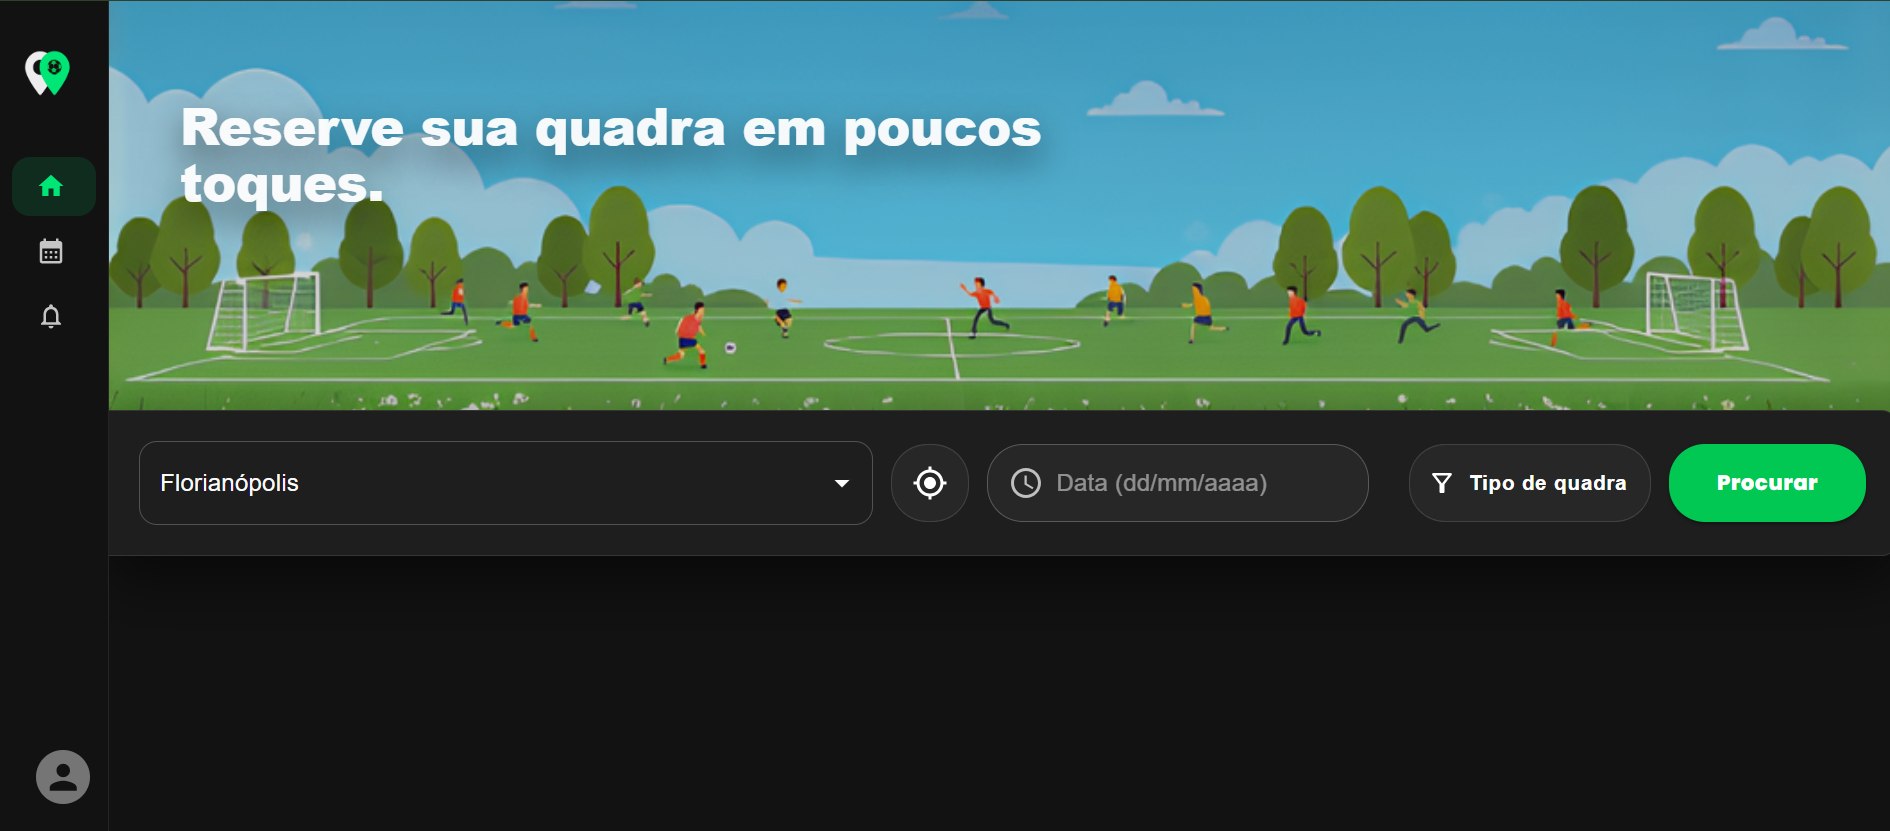 Reserve sua quadra em poucos
toques.
Florianópolis
Data (dd/mm/aaaa)
Tipo de quadra
Procurar